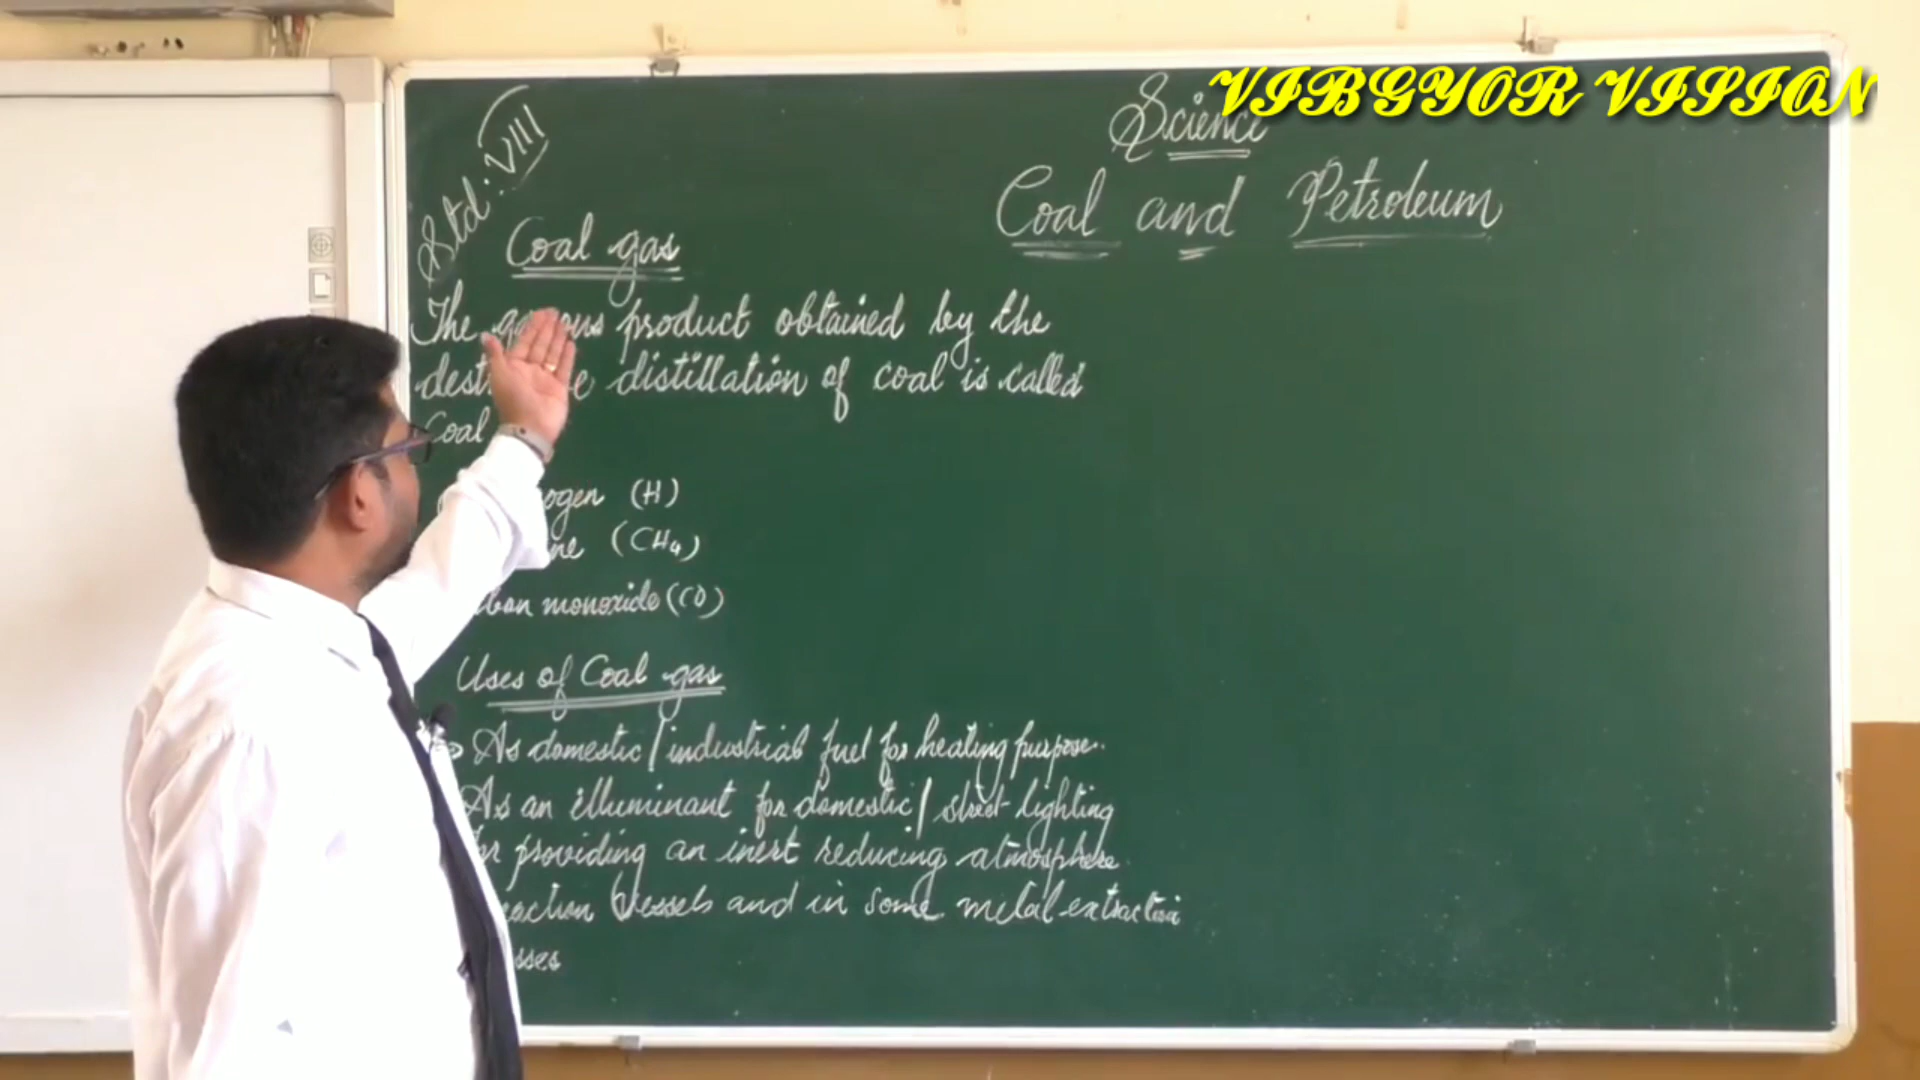 VIBGYOR VISION
Std: VIII
Science
Coal and Petroleum
Coal gas
The product obtained by the
distillation of coal is called
Coal
(H)
(CH4)
monoxide (CO)
Uses of Coal gas
As domestic/industrial fuel for heating purpose.
As an illuminant for domestic/street lighting
providing an inert reducing atmosphere
vessels and in some metal extraction